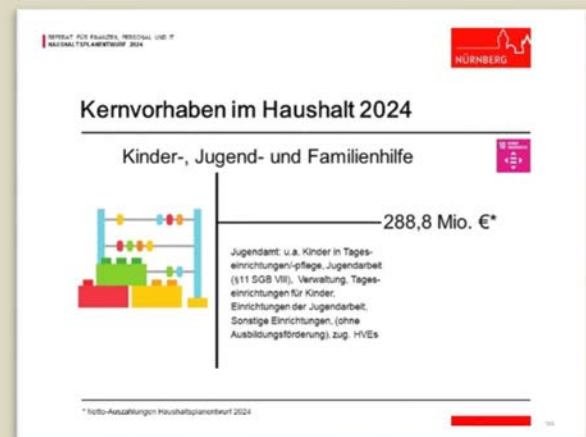 REFERAT FÜR FINANZEN, PERSONAL UND IT
HAUSHALTSPLANENTWURF 2024
NÜRNBERG
Kernvorhaben im Haushalt 2024
Kinder-, Jugend- und Familienhilfe
10
288,8 Mio. €*
Jugendamt: u.a. Kinder in Tages-
einrichtungen/-pflege, Jugendarbeit
(§11 SGB VIII), Verwaltung, Tages-
einrichtungen für Kinder,
Einrichtungen der Jugendarbeit,
Sonstige Einrichtungen, (ohne
Ausbildungsförderung), zug. HVEs
* Netto-Auszahlungen Haushaltsplanentwurf 2024